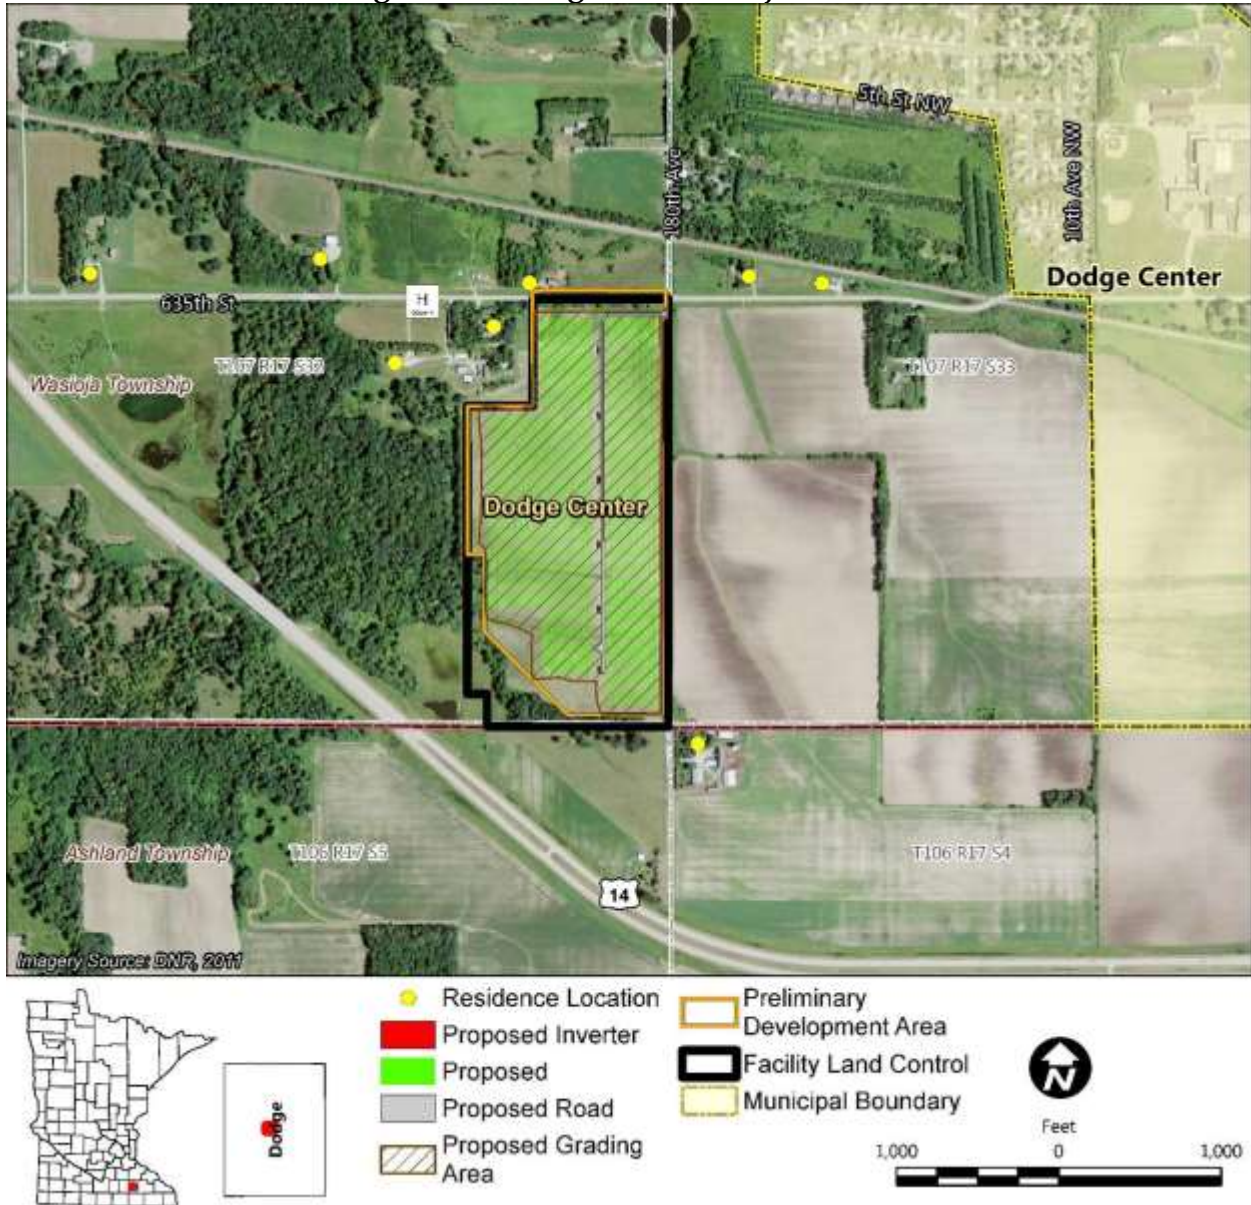 5th St NW
180th Ave
10th Ave NW
Dodge Center
635th St
H
T107 R17 S32
T107 R17 S33
Wasioja Township
Dodge Center
Ashland Township
T106 R17 S5
T106 R17 S4
14
Imagery Source: DNR, 2011
Residence Location
Proposed Inverter
Proposed
Proposed Road
Proposed Grading
Area
Preliminary
Development Area
Facility Land Control
Municipal Boundary
Dodge
N
Feet
1,000 0 1,000